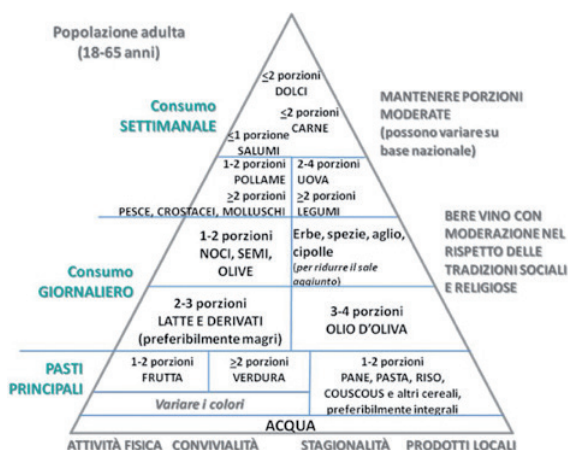 Popolazione adulta
(18-65 anni)
≤2 porzioni
DOLCI
Consumo
SETTIMANALE
≤2 porzioni
CARNE
≤1 porzione
SALUMI
MANTENERE PORZIONI
MODERATE
(possono variare su
base nazionale)
1-2 porzioni
POLLAME
2-4 porzioni
UOVA
≥2 porzioni
PESCE, CROSTACEI, MOLLUSCHI
≥2 porzioni
LEGUMI
BERE VINO CON
MODERAZIONE NEL
RISPETTO DELLE
TRADIZIONI SOCIALI
E RELIGIOSE
Consumo
GIORNALIERO
1-2 porzioni
NOCI, SEMI,
OLIVE
Erbe, spezie, aglio,
cipolle
(per ridurre il sale
aggiunto)
2-3 porzioni
LATTE E DERIVATI
(preferibilmente magri)
3-4 porzioni
OLIO D'OLIVA
PASTI
PRINCIPALI
1-2 porzioni
FRUTTA
≥2 porzioni
VERDURA
Variare i colori
1-2 porzioni
PANE, PASTA, RISO,
COUSCOUS e altri cereali,
preferibilmente integrali
ACQUA
ATTIVITÀ FISICA CONVIVIALITÀ STAGIONALITÀ PRODOTTI LOCALI